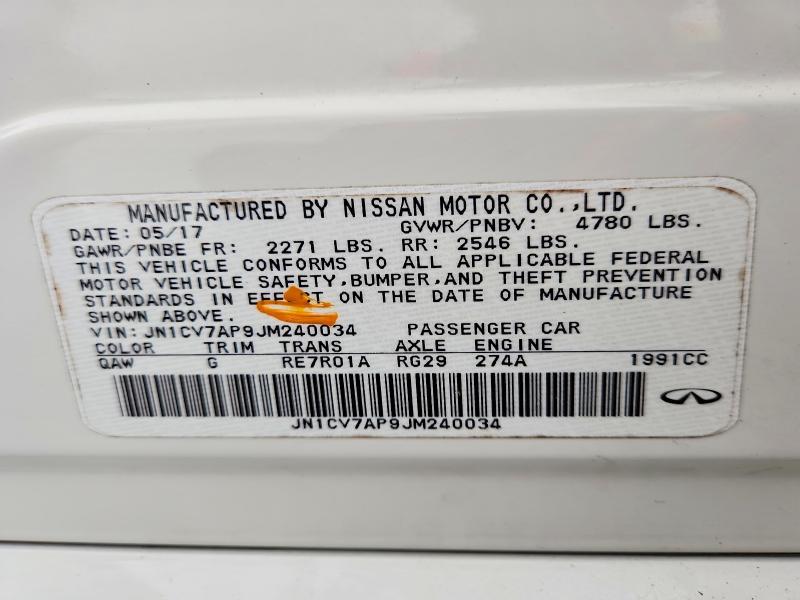 MANUFACTURED BY NISSAN MOTOR CO.,LTD.
DATE: 05/17 GVWR/PNBV: 4780 LBS.
GAWR/PNBE FR: 2271 LBS. RR: 2546 LBS.
THIS VEHICLE CONFORMS TO ALL APPLICABLE FEDERAL
MOTOR VEHICLE SAFETY,BUMPER,AND THEFT PREVENTION
STANDARDS IN EFFECT ON THE DATE OF MANUFACTURE
SHOWN ABOVE.
VIN: JN1CV7AP9JM240034 PASSENGER CAR
COLOR TRIM TRANS AXLE ENGINE
QAW G RE7R01A RG29 274A 1991CC
JN1CV7AP9JM240034